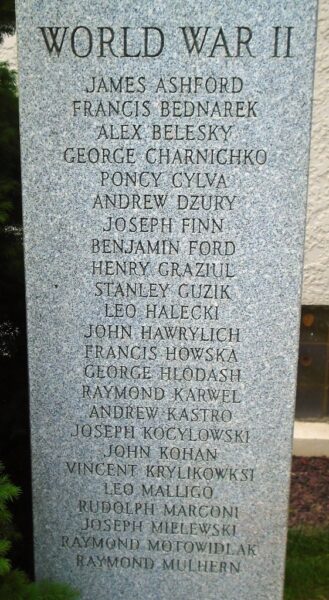 WORLD WAR II
JAMES ASHFORD
FRANCIS BEDNAREK
ALEX BELESKY
GEORGE CHARNICHKO
PONCY CYLVA
ANDREW DZURY
JOSEPH FINN
BENJAMIN FORD
HENRY GRAZIUL
STANLEY GUZIK
LEO HALECKI
JOHN HAWRYLICH
FRANCIS HOWSKA
GEORGE HLODASH
RAYMOND KARWEL
ANDREW KASTRO
JOSEPH KOCYLOWSKI
JOHN KOHAN
VINCENT KRYLIKOWKSI
LEO MALLIGO
RUDOLPH MARCONI
JOSEPH MIELEWSKI
RAYMOND MOTOWIDLAK
RAYMOND MULHERN